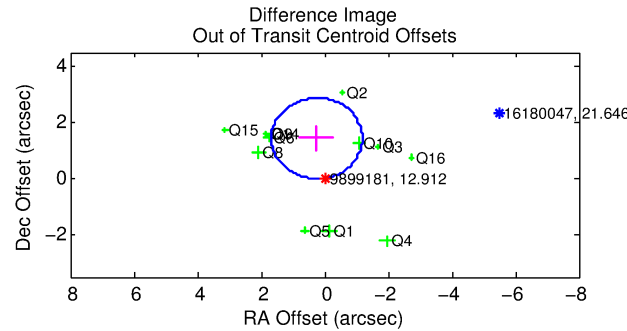 Difference Image
Out of Transit Centroid Offsets
Dec Offset (arcsec)
4
2
0
−2
Q2
16180047, 21.646
Q15
Q10
Q3
Q8
Q16
9899181, 12.912
Q5
Q1
Q4
8
6
4
2
0
−2
−4
−6
−8
RA Offset (arcsec)